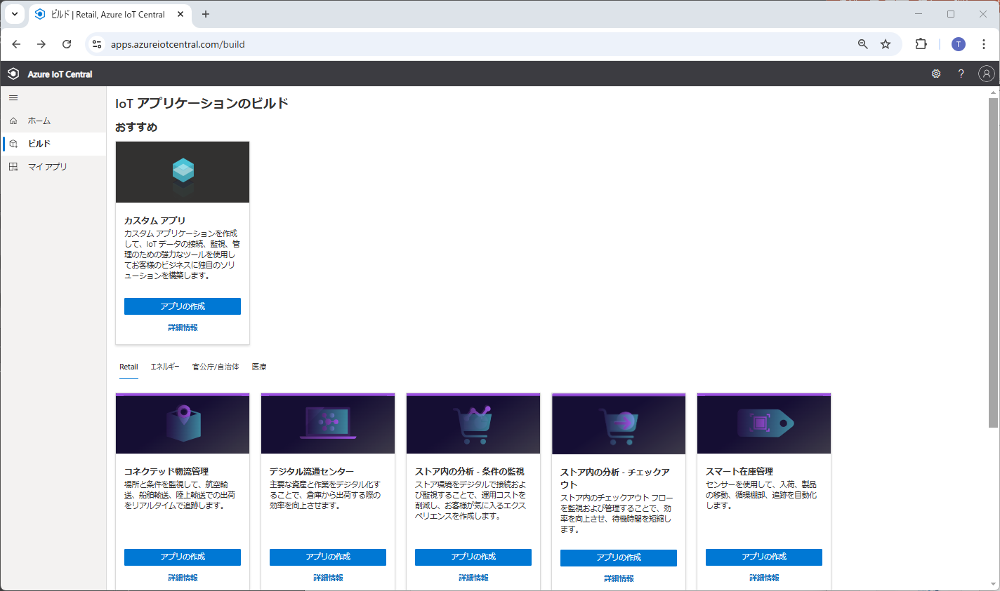 ビルド | Retail, Azure IoT Central
apps.azureiotcentral.com/build
T
Azure IoT Central
?
ホーム
ビルド
マイ アプリ
IoT アプリケーションのビルド
おすすめ
カスタム アプリ
カスタム アプリケーションを作成
して、IoT データの接続、監視、管
理のための強力なツールを使用し
てお客様のビジネスに独自のソリ
ューションを構築します。
アプリの作成
詳細情報
Retail エネルギー 官公庁/自治体 医療
コネクテッド物流管理
場所と条件を監視して、航空輸
送、船舶輸送、陸上輸送での出荷
をリアルタイムで追跡します。
アプリの作成
詳細情報
デジタル流通センター
主要な資産と作業をデジタル化す
ることで、倉庫から出荷する際の
効率を向上させます。
アプリの作成
詳細情報
ストア内の分析 - 条件の監視
ストア環境をデジタルで接続およ
び監視することで、運用コストを
削減し、お客様が気に入るエクス
ペリエンスを作成します。
アプリの作成
詳細情報
ストア内の分析 - チェックア
ウト
ストア内のチェックアウト フロー
を監視および管理することで、効
率を向上させ、待機時間を短縮し
ます。
アプリの作成
詳細情報
スマート在庫管理
センサーを使用して、入荷、製品
の移動、循環棚卸、追跡を自動化
します。
アプリの作成
詳細情報